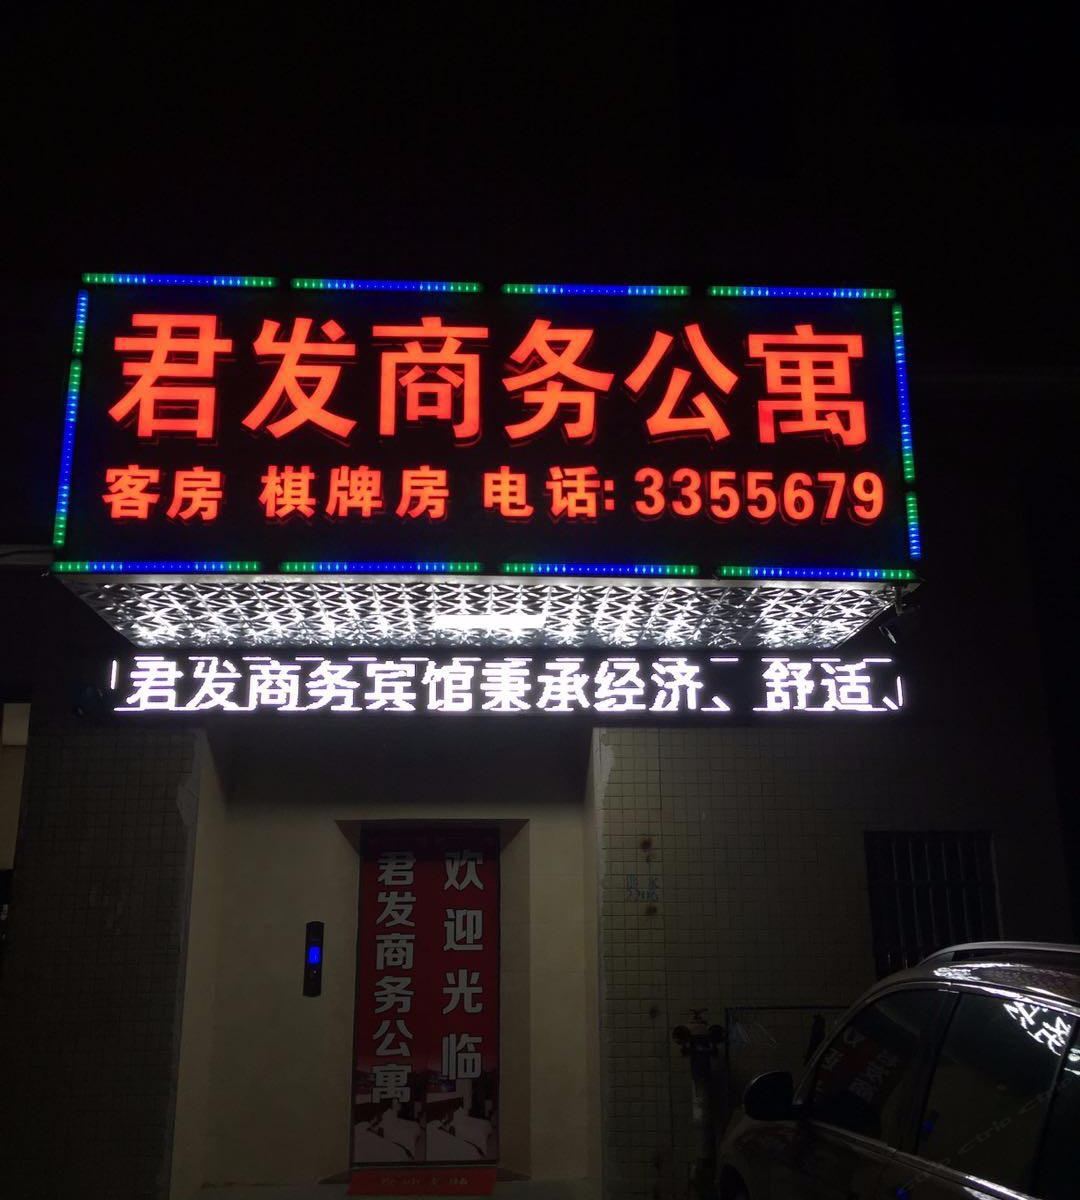 君发商务公寓
客房 棋牌房 电话:3355679
君发商务宾馆秉承经济、舒适、
欢迎光临
君发商务公寓